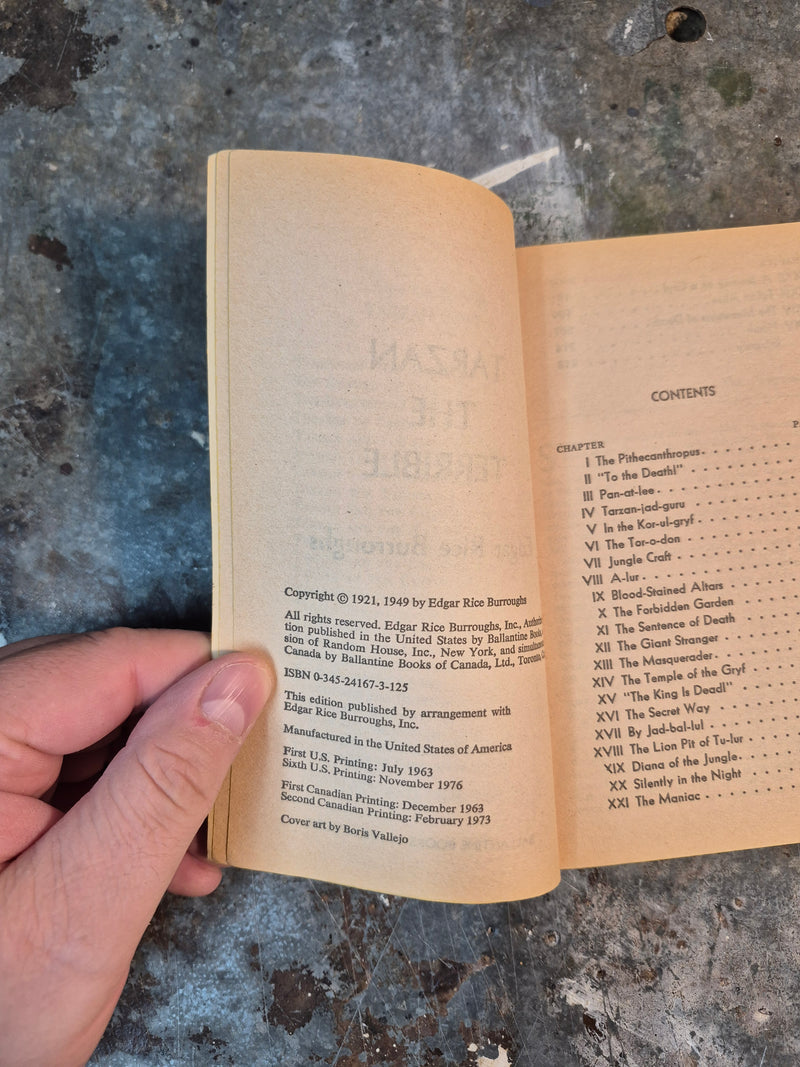 TARZAN
THE
TERRIBLE
Rice Burroughs
Copyright © 1921, 1949 by Edgar Rice Burroughs
All rights reserved. Edgar Rice Burroughs, Inc.,
tion published in the United States by Ballantine Books,
sion of Random House, Inc., New York, and
Canada by Ballantine Books of Canada, Ltd., Toronto,
ISBN 0-345-24167-3-125
This edition published by arrangement with
Edgar Rice Burroughs, Inc.
Manufactured in the United States of America
First U.S. Printing: July 1963
Sixth U.S. Printing: November 1976
First Canadian Printing: December 1963
Second Canadian Printing: February 1973
Cover art by Boris Vallejo
CONTENTS
CHAPTER
I The Pithecanthropus
II "To the Death!"
III Pan-at-lee
IV Tarzan-jad-guru
V In the Kor-ul-gryf
VI The Tor-o-don
VII Jungle Craft
VIII A-lur
IX Blood-Stained Altars
X The Forbidden Garden
XI The Sentence of Death
XII The Giant Stranger
XIII The Masquerader
XIV The Temple of the Gryf
XV "The King Is Dead!"
XVI The Secret Way
XVII By Jad-bal-lul
XVIII The Lion Pit of Tu-lur
XIX Diana of the Jungle
XX Silently in the Night
XXI The Maniac